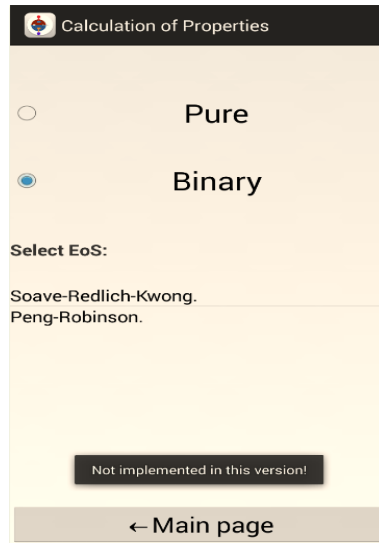 Calculation of Properties
Pure
Binary
Select EoS:
Soave-Redlich-Kwong.
Peng-Robinson.
Not implemented in this version!
←Main page